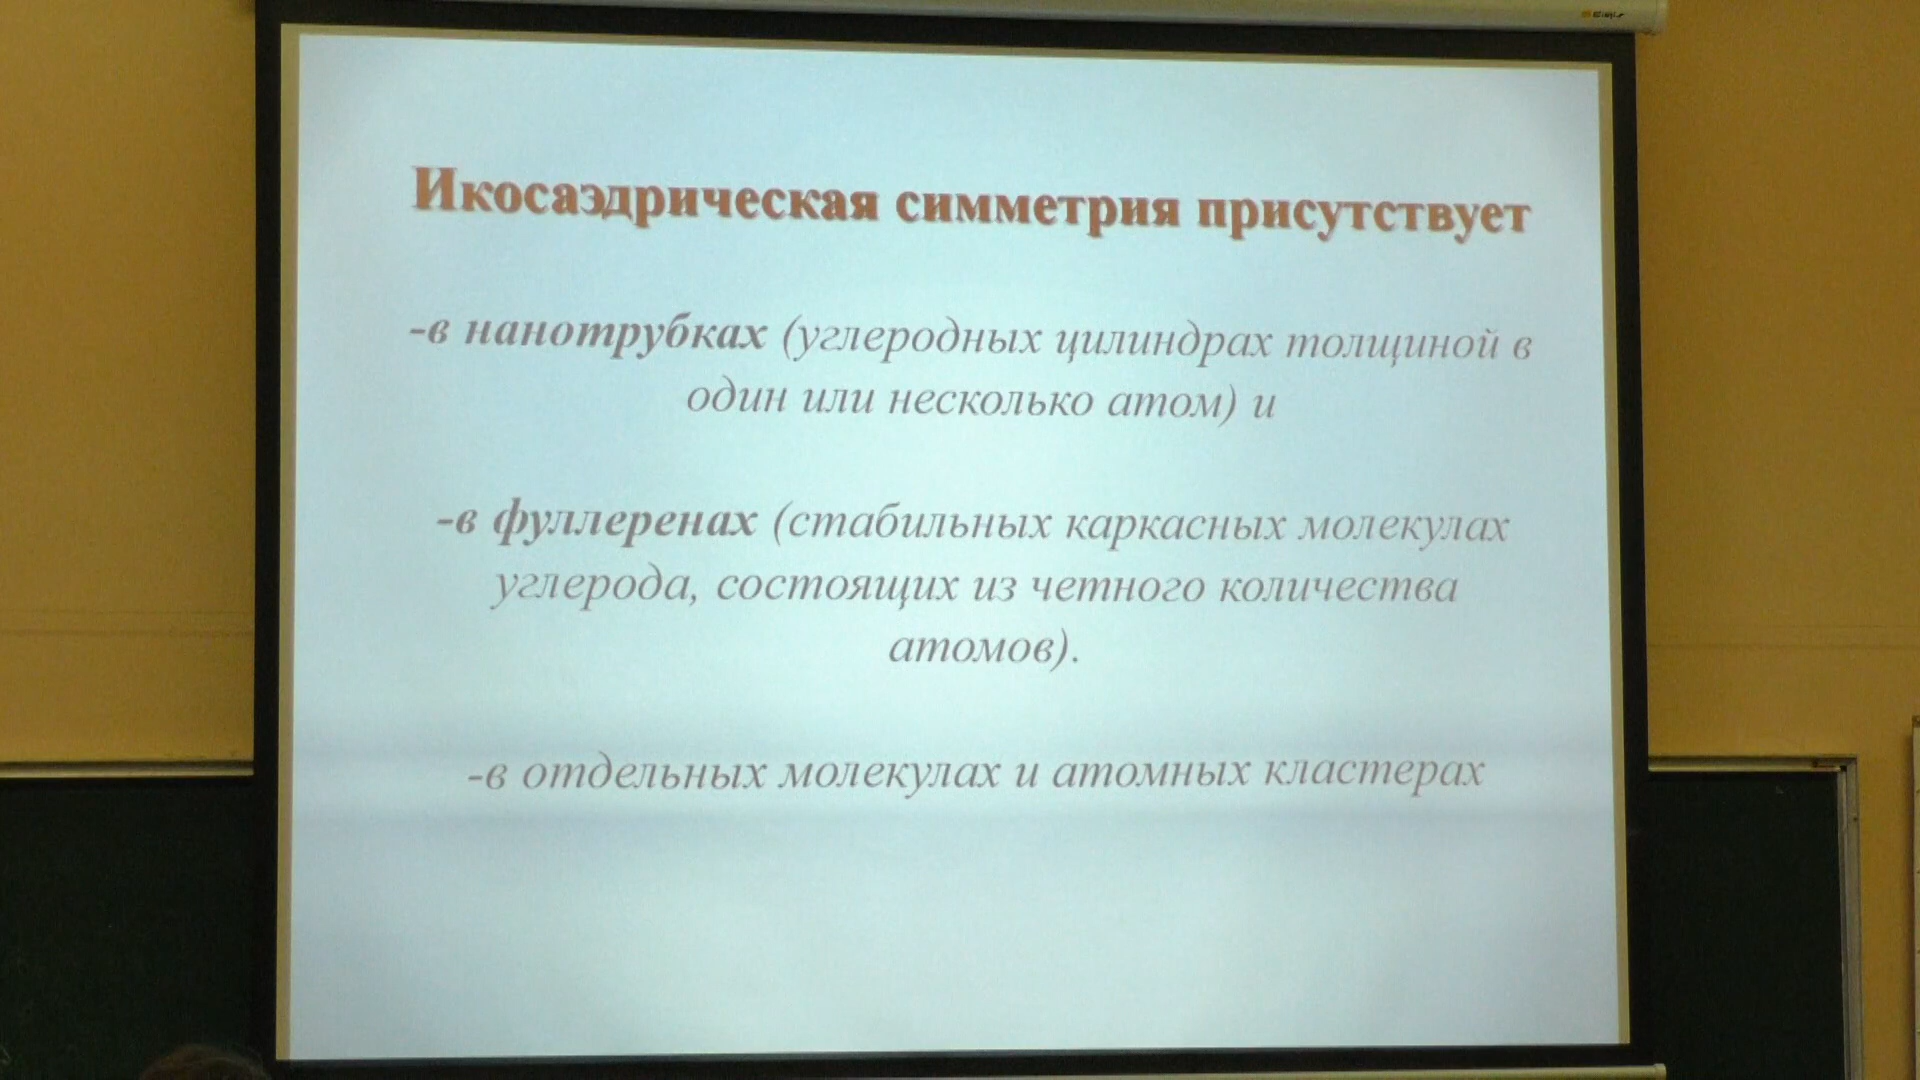 Икосаэдрическая симметрия присутствует
-в нанотрубках (углеродных цилиндрах толщиной в
один или несколько атом) и
-в фуллеренах (стабильных каркасных молекулах
углерода, состоящих из четного количества
атомов).
-в отдельных молекулах и атомных кластерах